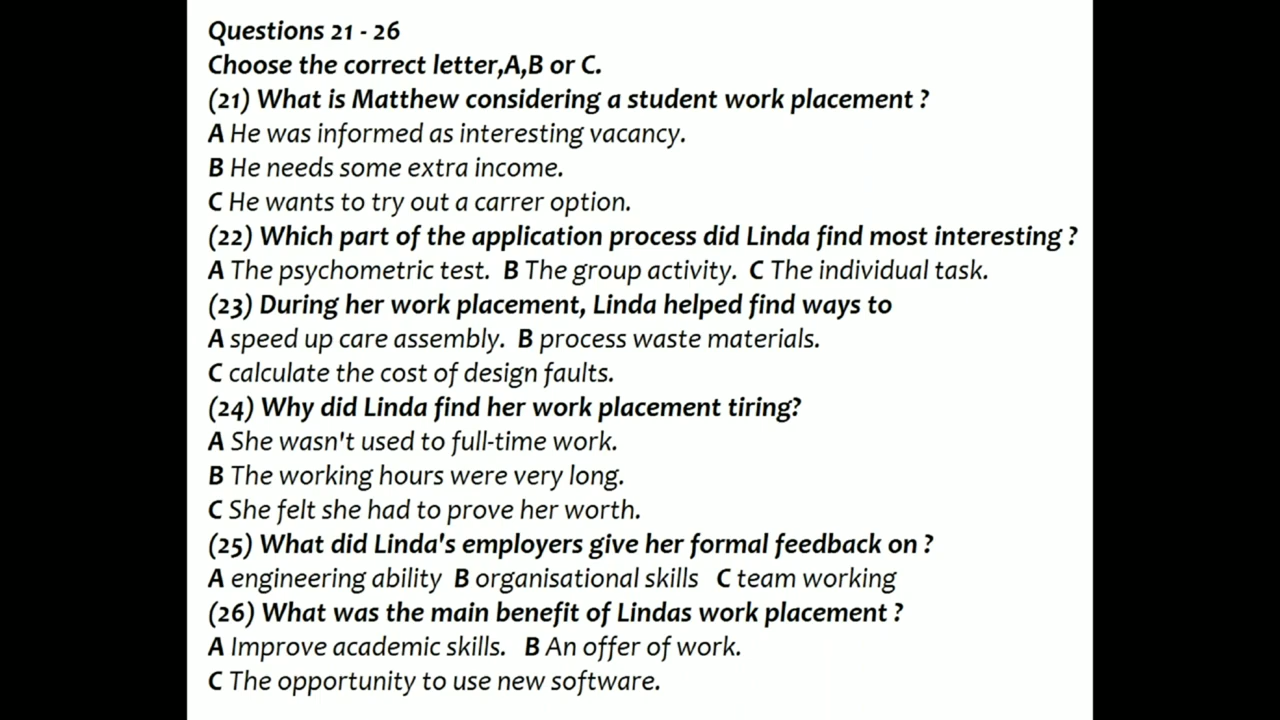 Questions 21 - 26
Choose the correct letter,A,B or C.
(21) What is Matthew considering a student work placement ?
A He was informed as interesting vacancy.
B He needs some extra income.
C He wants to try out a carrer option.
(22) Which part of the application process did Linda find most interesting ?
A The psychometric test. B The group activity. C The individual task.
(23) During her work placement, Linda helped find ways to
A speed up care assembly. B process waste materials.
C calculate the cost of design faults.
(24) Why did Linda find her work placement tiring?
A She wasn't used to full-time work.
B The working hours were very long.
C She felt she had to prove her worth.
(25) What did Linda's employers give her formal feedback on ?
A engineering ability B organisational skills C team working
(26) What was the main benefit of Lindas work placement ?
A Improve academic skills. B An offer of work.
C The opportunity to use new software.